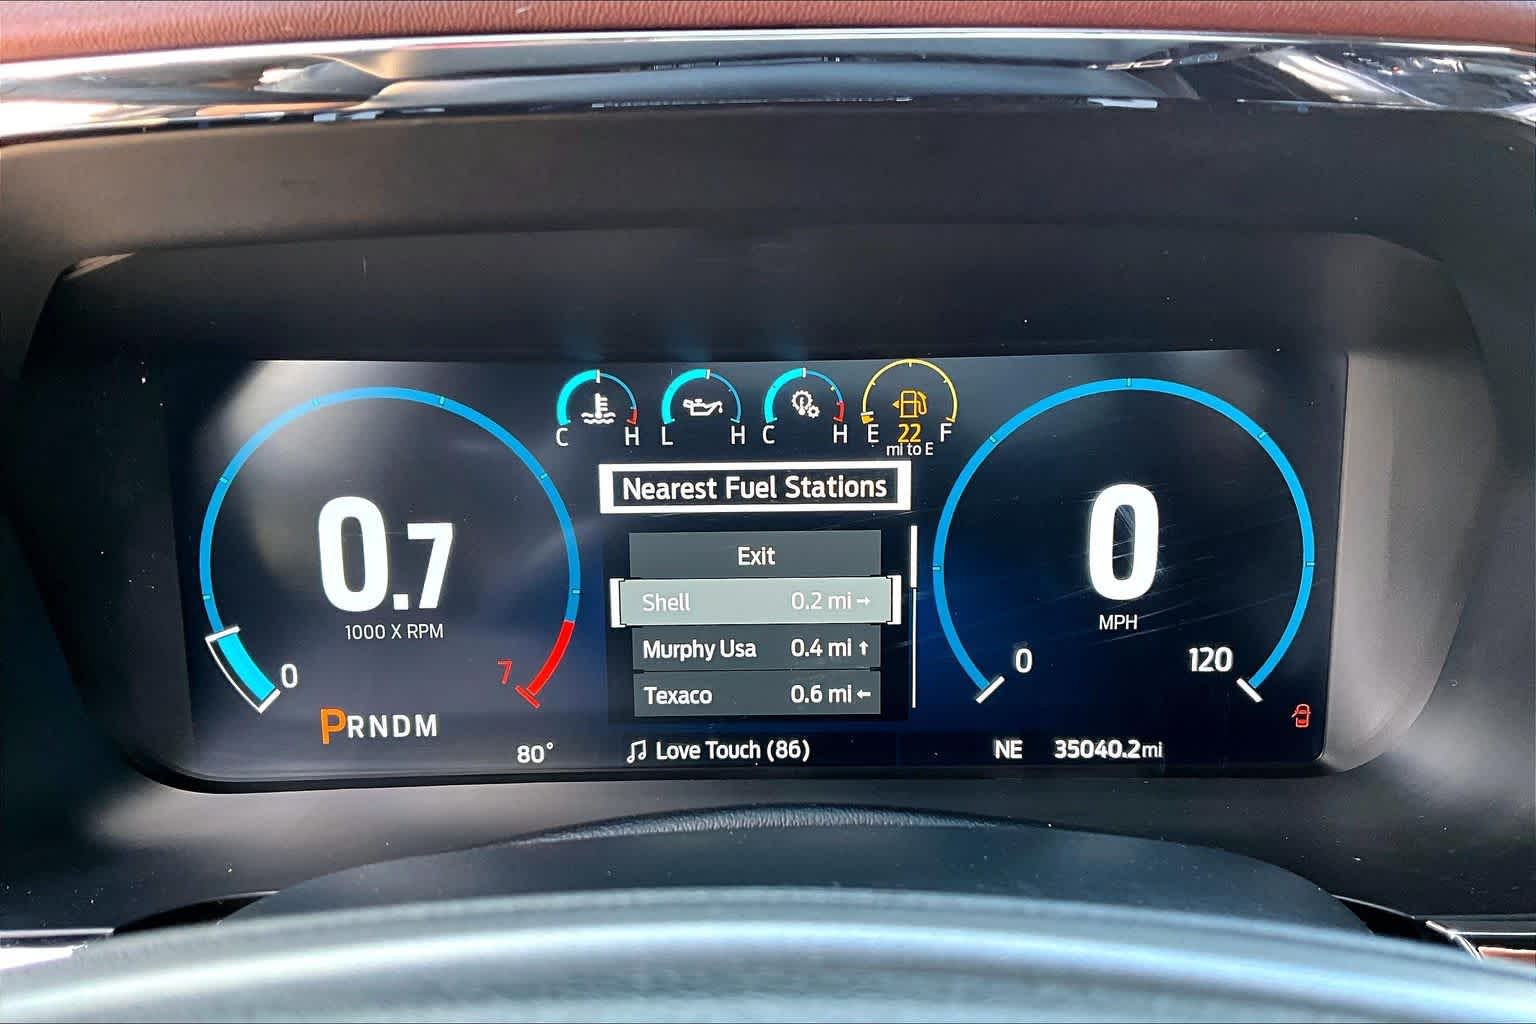 C H L H C H E 22 F
mi to E
Nearest Fuel Stations
Exit
Shell 0.2 mi →
Murphy Usa 0.4 mi ↑
Texaco 0.6 mi ←
0.7
1000 X RPM
0 7
PRNDM
0
MPH
0 120
80° Love Touch (86) NE 35040.2mi